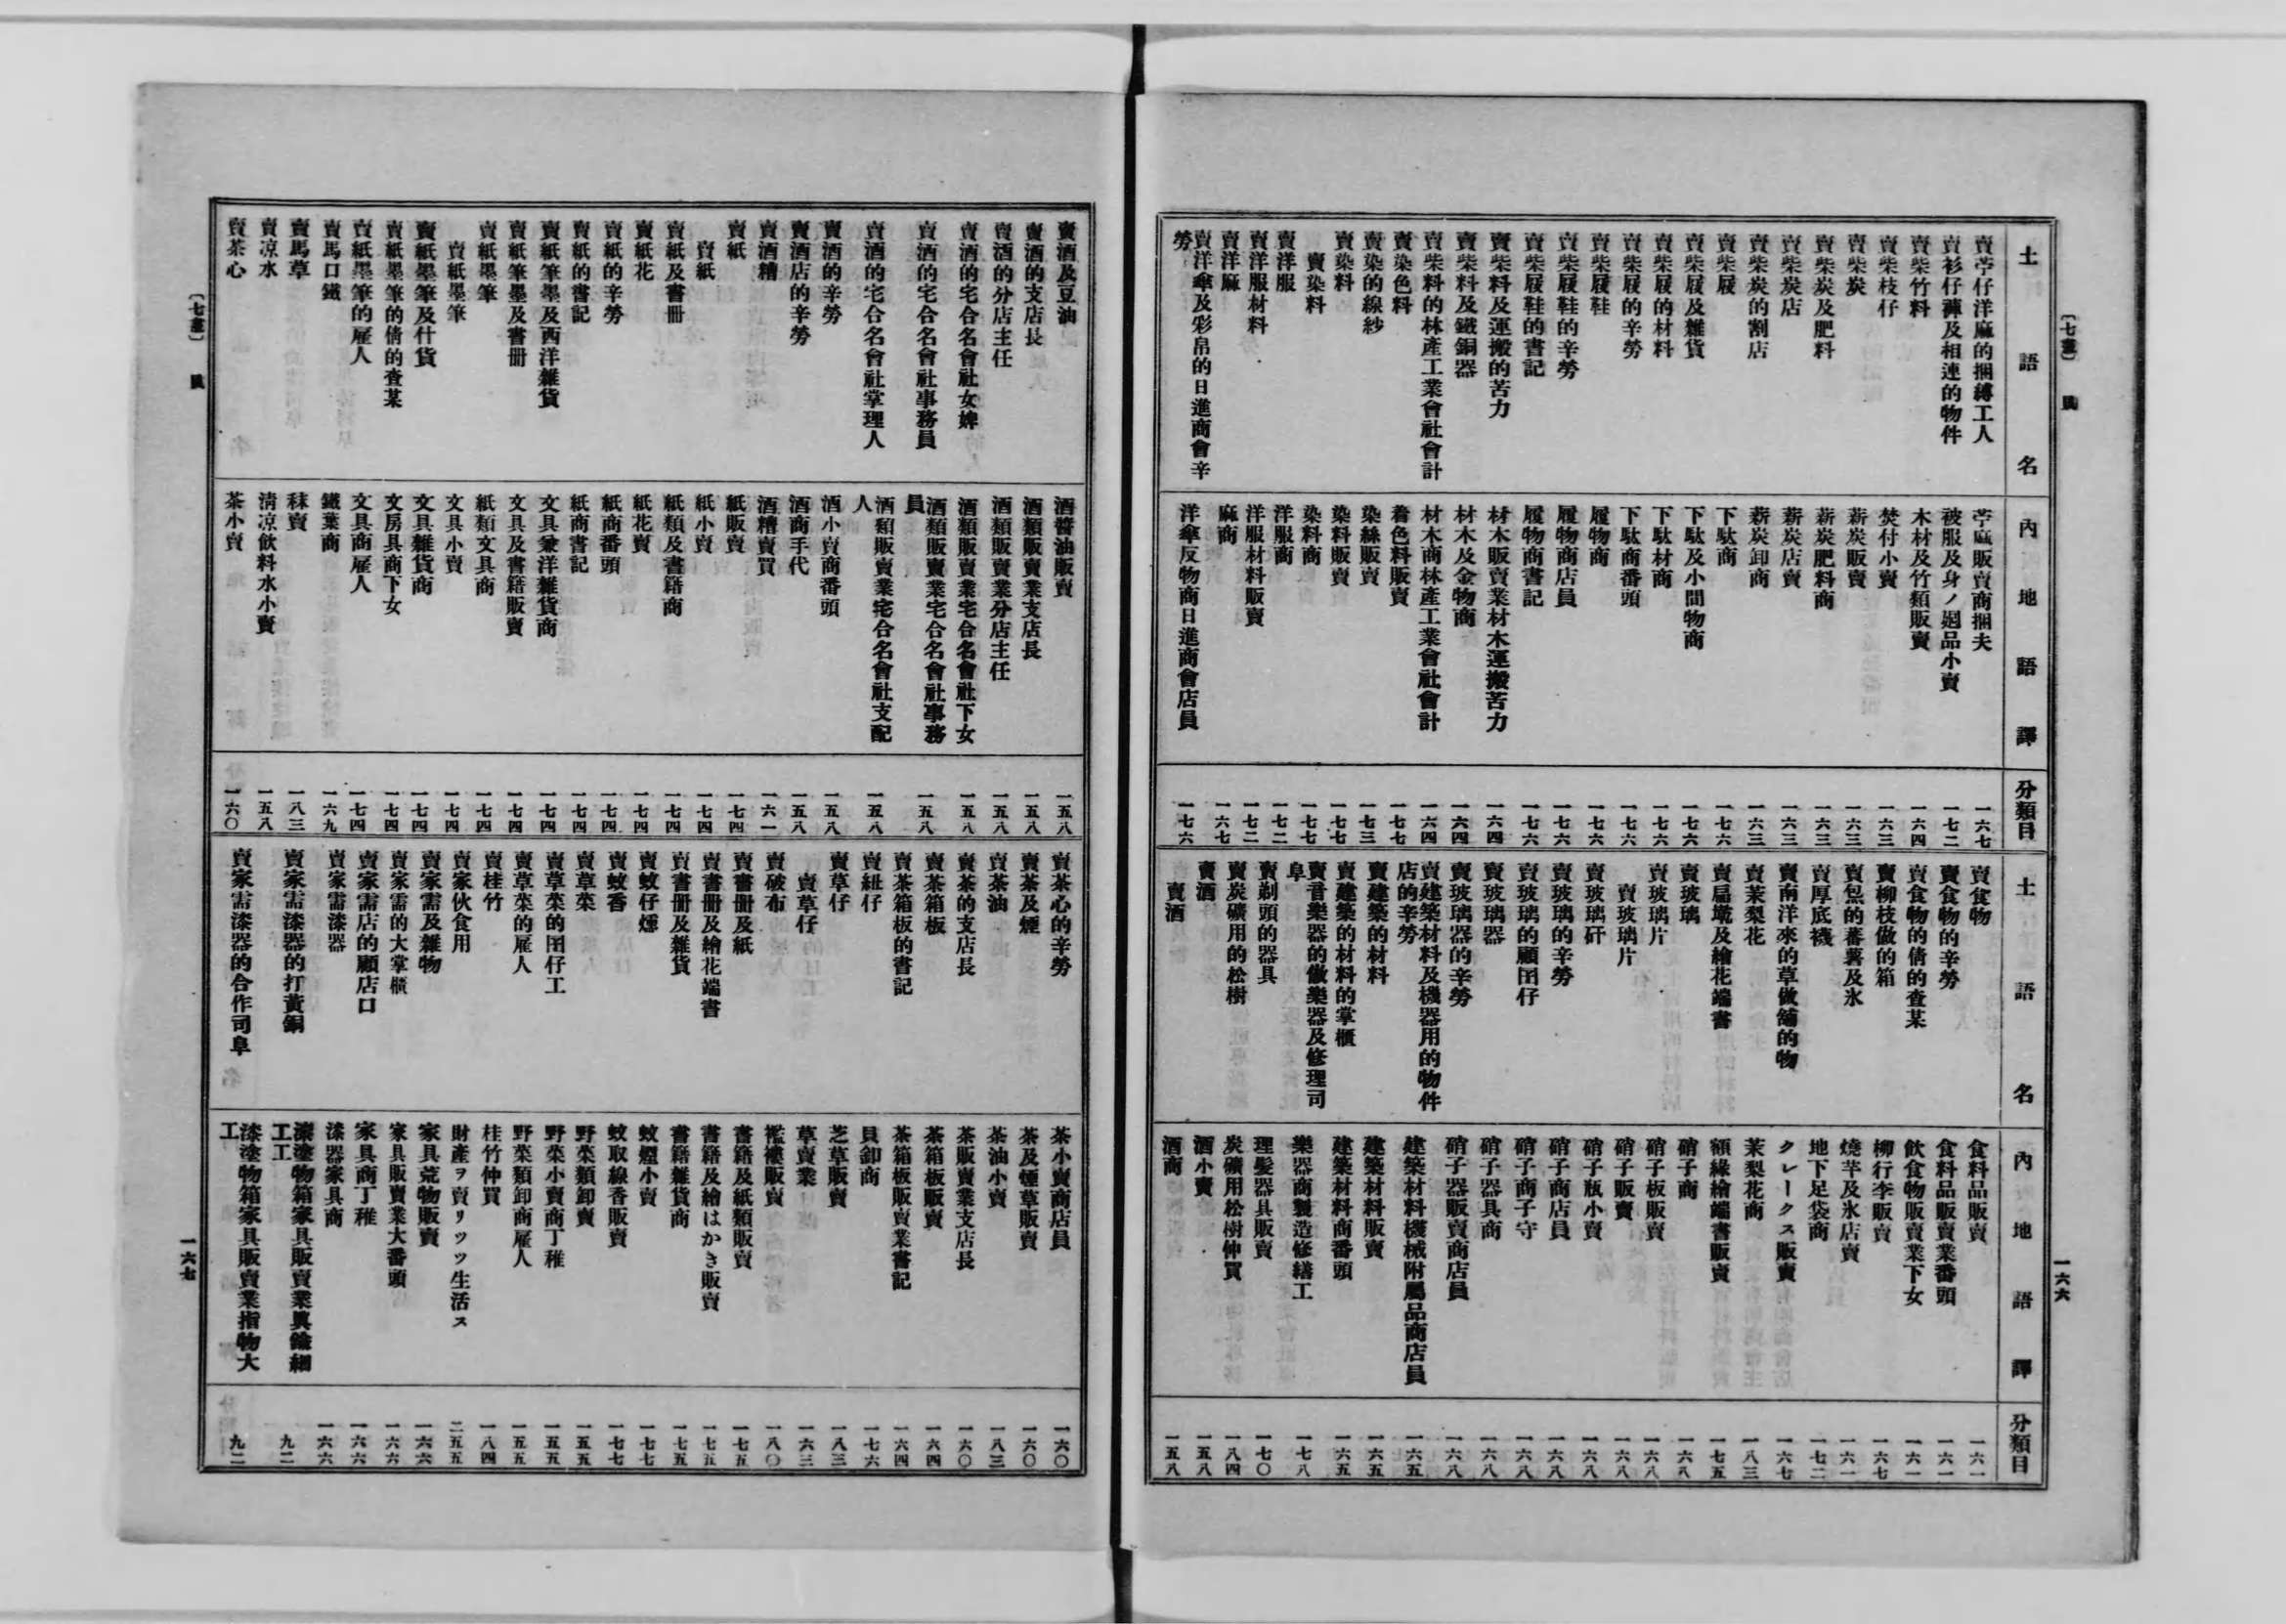 〔七畫〕 賣
一六六
土語名
內地語譯
分類目
賣苧仔洋麻的捆縛工人 苧麻販賣商捆夫 一六七
賣衫仔褲及相連的物件 被服及身ノ廻品小賣 一七二
賣柴竹料 木材及竹類販賣 一六四
賣柴枝仔 焚付小賣 一六三
賣柴炭 薪炭販賣 一六三
賣柴炭及肥料 薪炭肥料商 一六三
賣柴炭店 薪炭店賣 一六三
賣柴炭的割店 薪炭卸商 一六三
賣柴屐 下駄商 一七六
賣柴屐及雜貨 下駄及小間物商 一七六
賣柴屐的材料 下駄材商 一七六
賣柴屐的辛勞 下駄商番頭 一七六
賣柴屐鞋 履物商 一七六
賣柴屐鞋的辛勞 履物商店員 一七六
賣柴屐鞋的書記 履物商書記 一七六
賣柴料及運搬的苦力 材木販賣業材木運搬苦力 一六四
賣柴料及鐵銅器 材木及金物商 一六四
賣柴料的林產工業會社會計 材木商林產工業會社會計 一六四
賣染色料 着色料販賣 一七七
賣染的線紗 染絲販賣 一七三
賣染料 染料販賣 一七七
賣染料 染料商 一七七
賣洋服 洋服商 一七二
賣洋服材料 洋服材料販賣 一七二
賣洋麻 麻商 一六七
賣洋傘及彩帛的日進商會辛勞 洋傘反物商日進商會店員 一七六
土語名
內地語譯
分類目
賣食物 食料品販賣 一六一
賣食物的辛勞 食料品販賣業番頭 一六一
賣食物的倩的查某 飲食物販賣業下女 一六一
賣柳枝做的箱 柳行李販賣 一六七
賣炰的蕃薯及氷 燒芋及氷店賣 一六一
賣厚底襪 地下足袋商 一七二
賣南洋來的草做舖的物 クレークス販賣 一六七
賣茉梨花 茉梨花商 一八三
賣扁墘及繪花端書 額緣繪端書販賣 一七五
賣玻璃 硝子商 一六八
賣玻璃片 硝子板販賣 一六八
賣玻璃片 硝子販賣 一六八
賣玻璃矸 硝子瓶小賣 一六八
賣玻璃的辛勞 硝子商店員 一六八
賣玻璃的顧囝仔 硝子商子守 一六八
賣玻璃器 硝子器具商 一六八
賣玻璃器的辛勞 硝子器販賣商店員 一六八
賣建築材料及機器用的物件店的辛勞 建築材料機械附屬品商店員 一六五
賣建築的材料 建築材料販賣 一六五
賣建築的材料的掌櫃 建築材料商番頭 一六五
賣音樂器的做樂器及修理司阜 樂器商製造修繕工 一七八
賣剃頭的器具 理髮器具販賣 一七〇
賣炭礦用的松樹 炭礦用松樹仲買 一八四
賣酒 酒小賣 一五八
賣酒 酒商 一五八
賣酒及豆油 酒醬油販賣 一五八
賣酒的支店長 酒類販賣業支店長 一五八
賣酒的分店主任 酒類販賣業分店主任 一五八
賣酒的宅合名會社女婢 酒類販賣業宅合名會社下女 一五八
賣酒的宅合名會社事務員 酒類販賣業宅合名會社事務員 一五八
賣酒的宅合名會社掌理人 酒類販賣業宅合名會社支配人 一五八
賣酒的辛勞 酒小賣商番頭 一五八
賣酒店的辛勞 酒商手代 一五八
賣酒糟 酒糟賣買 一六一
賣紙 紙販賣 一七四
賣紙 紙小賣 一七四
賣紙及書冊 紙類及書籍商 一七四
賣紙花 紙花賣 一七四
賣紙的辛勞 紙商番頭 一七四
賣紙的書記 紙商書記 一七四
賣紙筆墨及西洋雜貨 文具兼洋雜貨商 一七四
賣紙筆墨及書冊 文具及書籍販賣 一七四
賣紙墨筆 紙類文具商 一七四
賣紙墨筆 文具小賣 一七四
賣紙墨筆及什貨 文具雜貨商 一七四
賣紙墨筆的倩的查某 文房具商下女 一七四
賣紙墨筆的雇人 文具商雇人 一七四
賣馬口鐵 鐵葉商 一六九
賣馬草 秣賣 一八三
賣凉水 清凉飲料水小賣 一五八
賣茶心 茶小賣 一六〇
賣茶心的辛勞 茶小賣商店員 一六〇
賣茶及煙 茶及煙草販賣 一六〇
賣茶油 茶油小賣 一八三
賣茶的支店長 茶販賣業支店長 一六〇
賣茶箱板 茶箱板販賣 一六四
賣茶箱板的書記 茶箱板販賣業書記 一六四
賣紐仔 貝卸商 一七六
賣草仔 芝草販賣 一八三
賣草仔 草賣業 一六三
賣破布 襤褸販賣 一八〇
賣書冊及紙 書籍及紙類販賣 一七五
賣書冊及繪花端書 書籍及繪はかき販賣 一七五
賣書冊及雜貨 書籍雜貨商 一七五
賣蚊仔燻 蚊燻小賣 一七七
賣蚊香 蚊取線香販賣 一七七
賣草菜 野菜類卸賣 一五五
賣草菜的囝仔工 野菜小賣商丁稚 一五五
賣草菜的雇人 野菜類卸商雇人 一五五
賣桂竹 桂竹仲買 一八四
賣家伙食用 財產ヲ賣リツツ生活ス 二五五
賣家需及雜物 家具荒物販賣 一六六
賣家需的大掌櫃 家具販賣業大番頭 一六六
賣家需店的顧店口 家具商丁稚 一六六
賣家需漆器 漆器家具商 一六六
賣家需漆器的打黃銅 漆塗物箱家具販賣業眞鍮細工工 九二
賣家需漆器的合作司阜 漆塗物箱家具販賣業指物大工 九二
〔七畫〕 賣
一六七